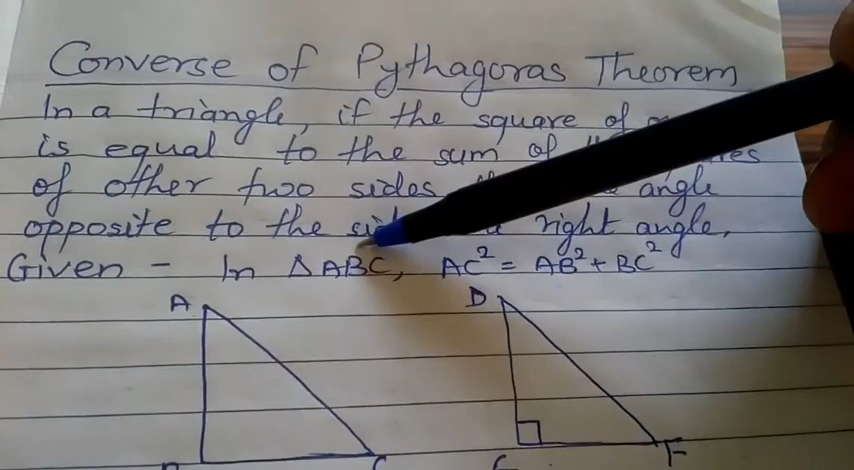 Converse of Pythagoras Theorem
In a triangle, if the square of
is equal to the sum of
of other two sides angle
opposite to the right angle.
Given - In △ABC, AC² = AB² + BC²
A D
C F